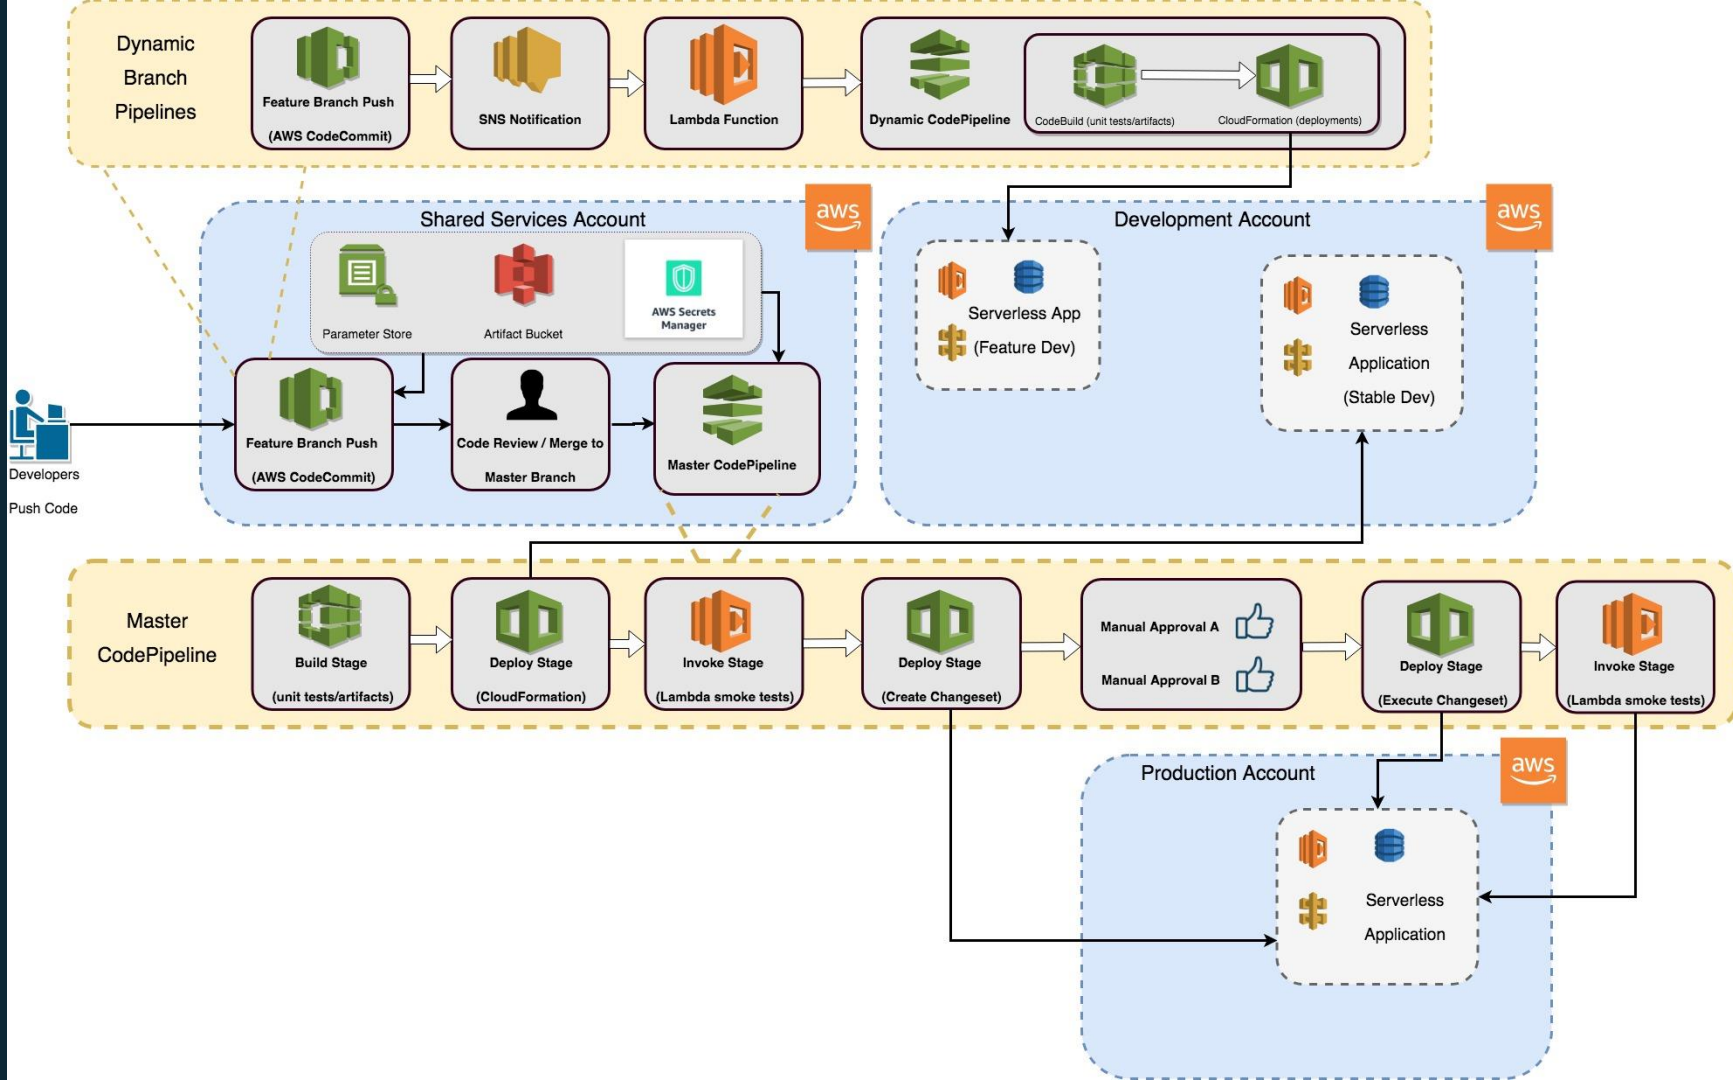 Dynamic
Branch
Pipelines
Feature Branch Push
(AWS CodeCommit)
SNS Notification
Lambda Function
Dynamic CodePipeline
CodeBuild (unit tests/artifacts)
CloudFormation (deployments)
Shared Services Account
aws
Parameter Store
Artifact Bucket
AWS Secrets
Manager
Development Account
aws
Serverless App
(Feature Dev)
Serverless
Application
(Stable Dev)
Developers
Push Code
Feature Branch Push
(AWS CodeCommit)
Code Review / Merge to
Master Branch
Master CodePipeline
Master
CodePipeline
Build Stage
(unit tests/artifacts)
Deploy Stage
(CloudFormation)
Invoke Stage
(Lambda smoke tests)
Deploy Stage
(Create Changeset)
Manual Approval A
Manual Approval B
Deploy Stage
(Execute Changeset)
Invoke Stage
(Lambda smoke tests)
Production Account
aws
Serverless
Application